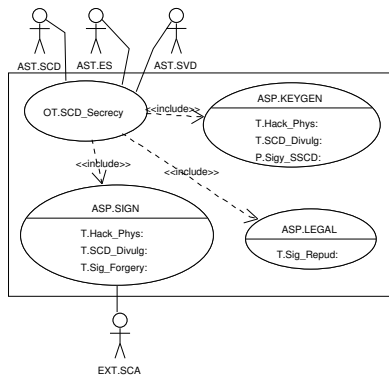 AST.SCD AST.ES AST.SVD
OT.SCD_Secrecy
<<include>>
ASP.KEYGEN
T.Hack_Phys:
T.SCD_Divulg:
P.Sigy_SSCD:
<<include>>
<<include>>
ASP.SIGN
T.Hack_Phys:
T.SCD_Divulg:
T.Sig_Forgery:
ASP.LEGAL
T.Sig_Repud:
EXT.SCA